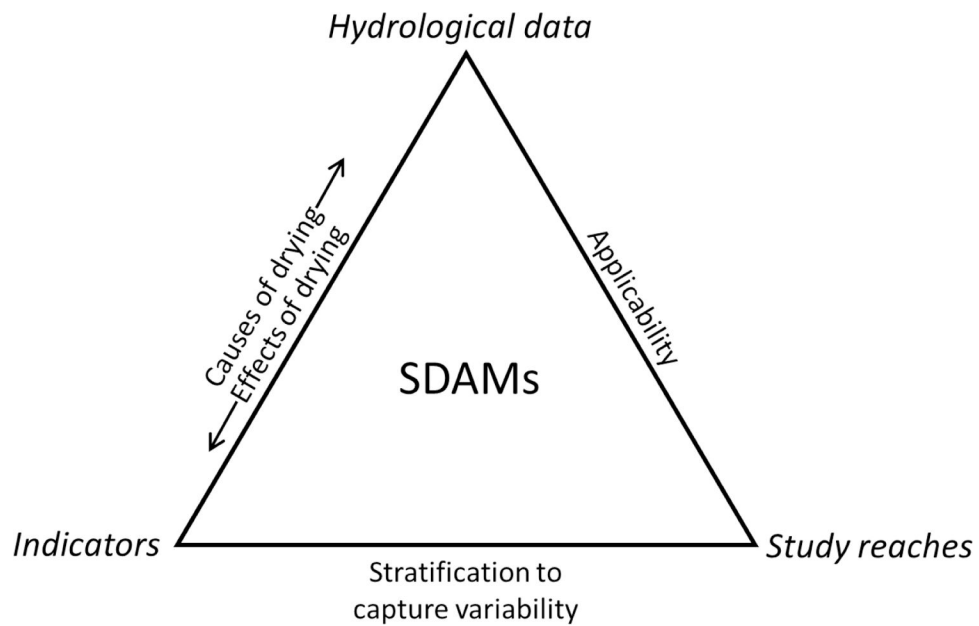 Hydrological data
Causes of drying
Effects of drying
Applicability
SDAMs
Indicators
Study reaches
Stratification to
capture variability